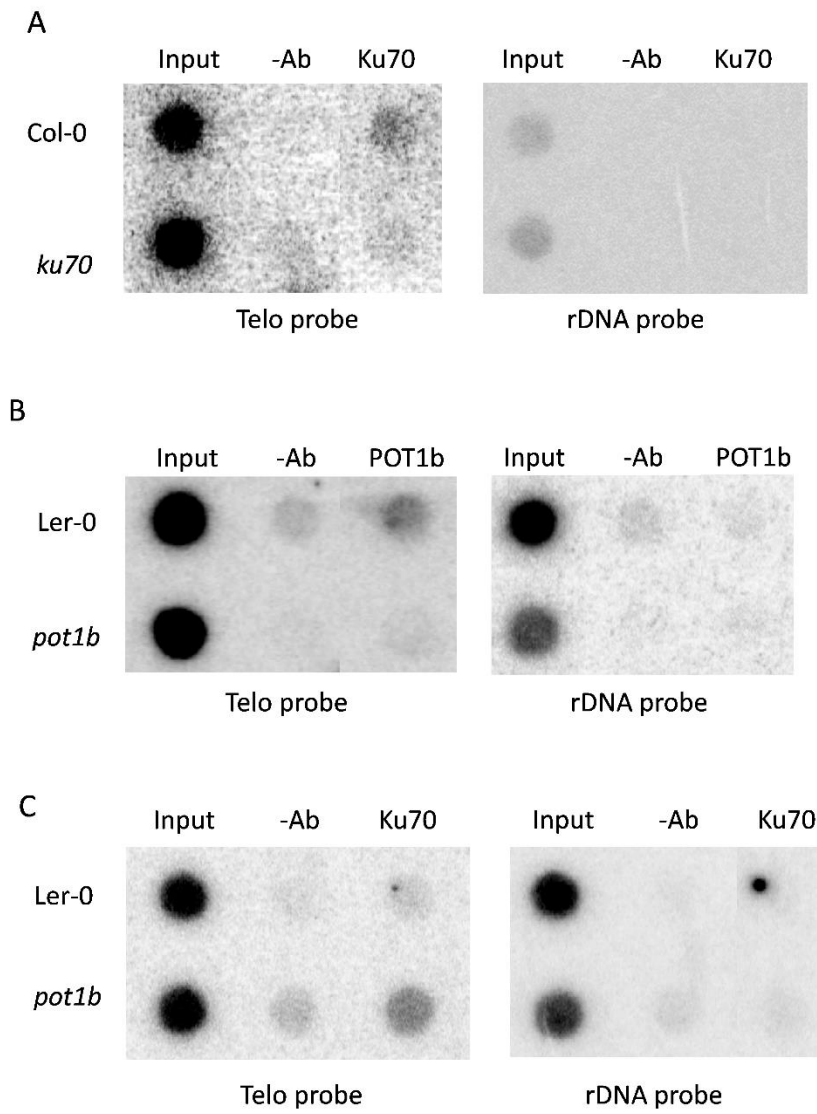 A
Input -Ab Ku70 Input -Ab Ku70
Col-0
ku70
Telo probe rDNA probe
B
Input -Ab POT1b Input -Ab POT1b
Ler-0
pot1b
Telo probe rDNA probe
C
Input -Ab Ku70 Input -Ab Ku70
Ler-0
pot1b
Telo probe rDNA probe